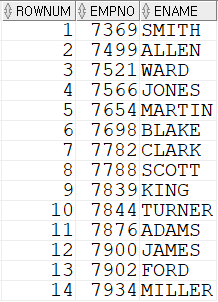 ROWNUM EMPNO ENAME
1 7369 SMITH
2 7499 ALLEN
3 7521 WARD
4 7566 JONES
5 7654 MARTIN
6 7698 BLAKE
7 7782 CLARK
8 7788 SCOTT
9 7839 KING
10 7844 TURNER
11 7876 ADAMS
12 7900 JAMES
13 7902 FORD
14 7934 MILLER